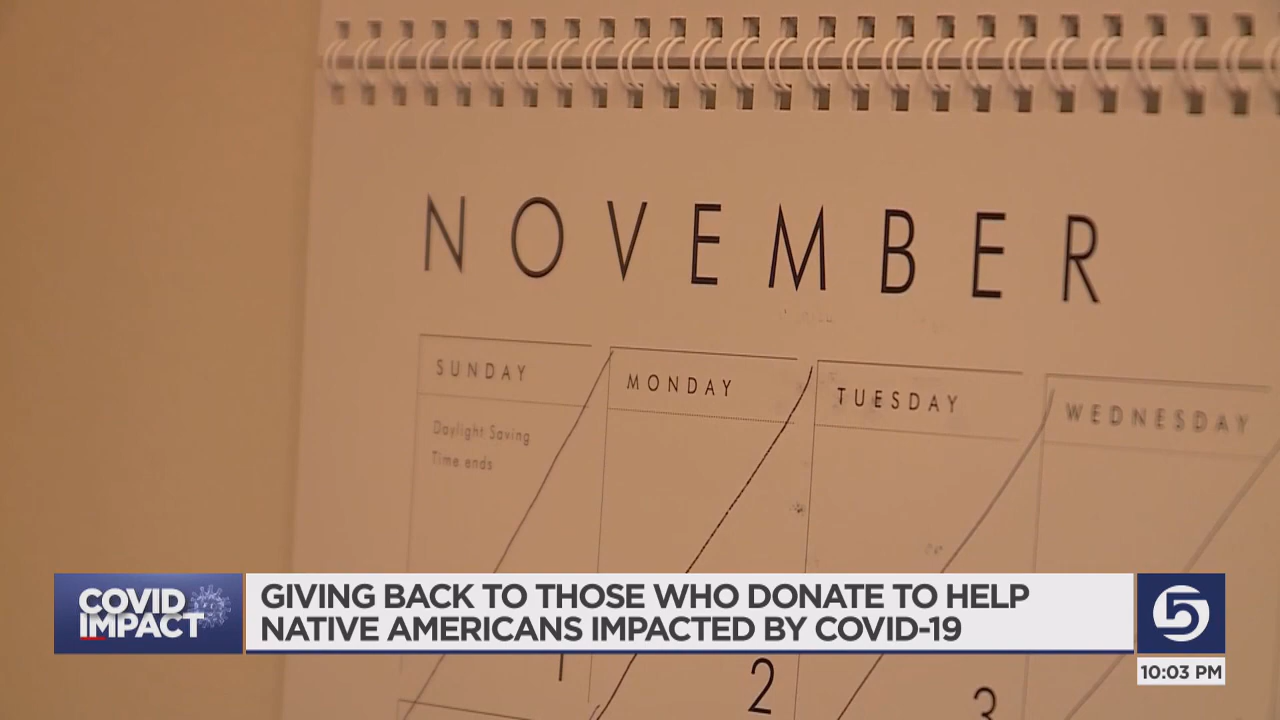 NOVEMBER
SUNDAY
MONDAY
TUESDAY
WEDNESDAY
Daylight Saving
Time ends
1
2
3
COVID
IMPACT
GIVING BACK TO THOSE WHO DONATE TO HELP
NATIVE AMERICANS IMPACTED BY COVID-19
5
10:03 PM